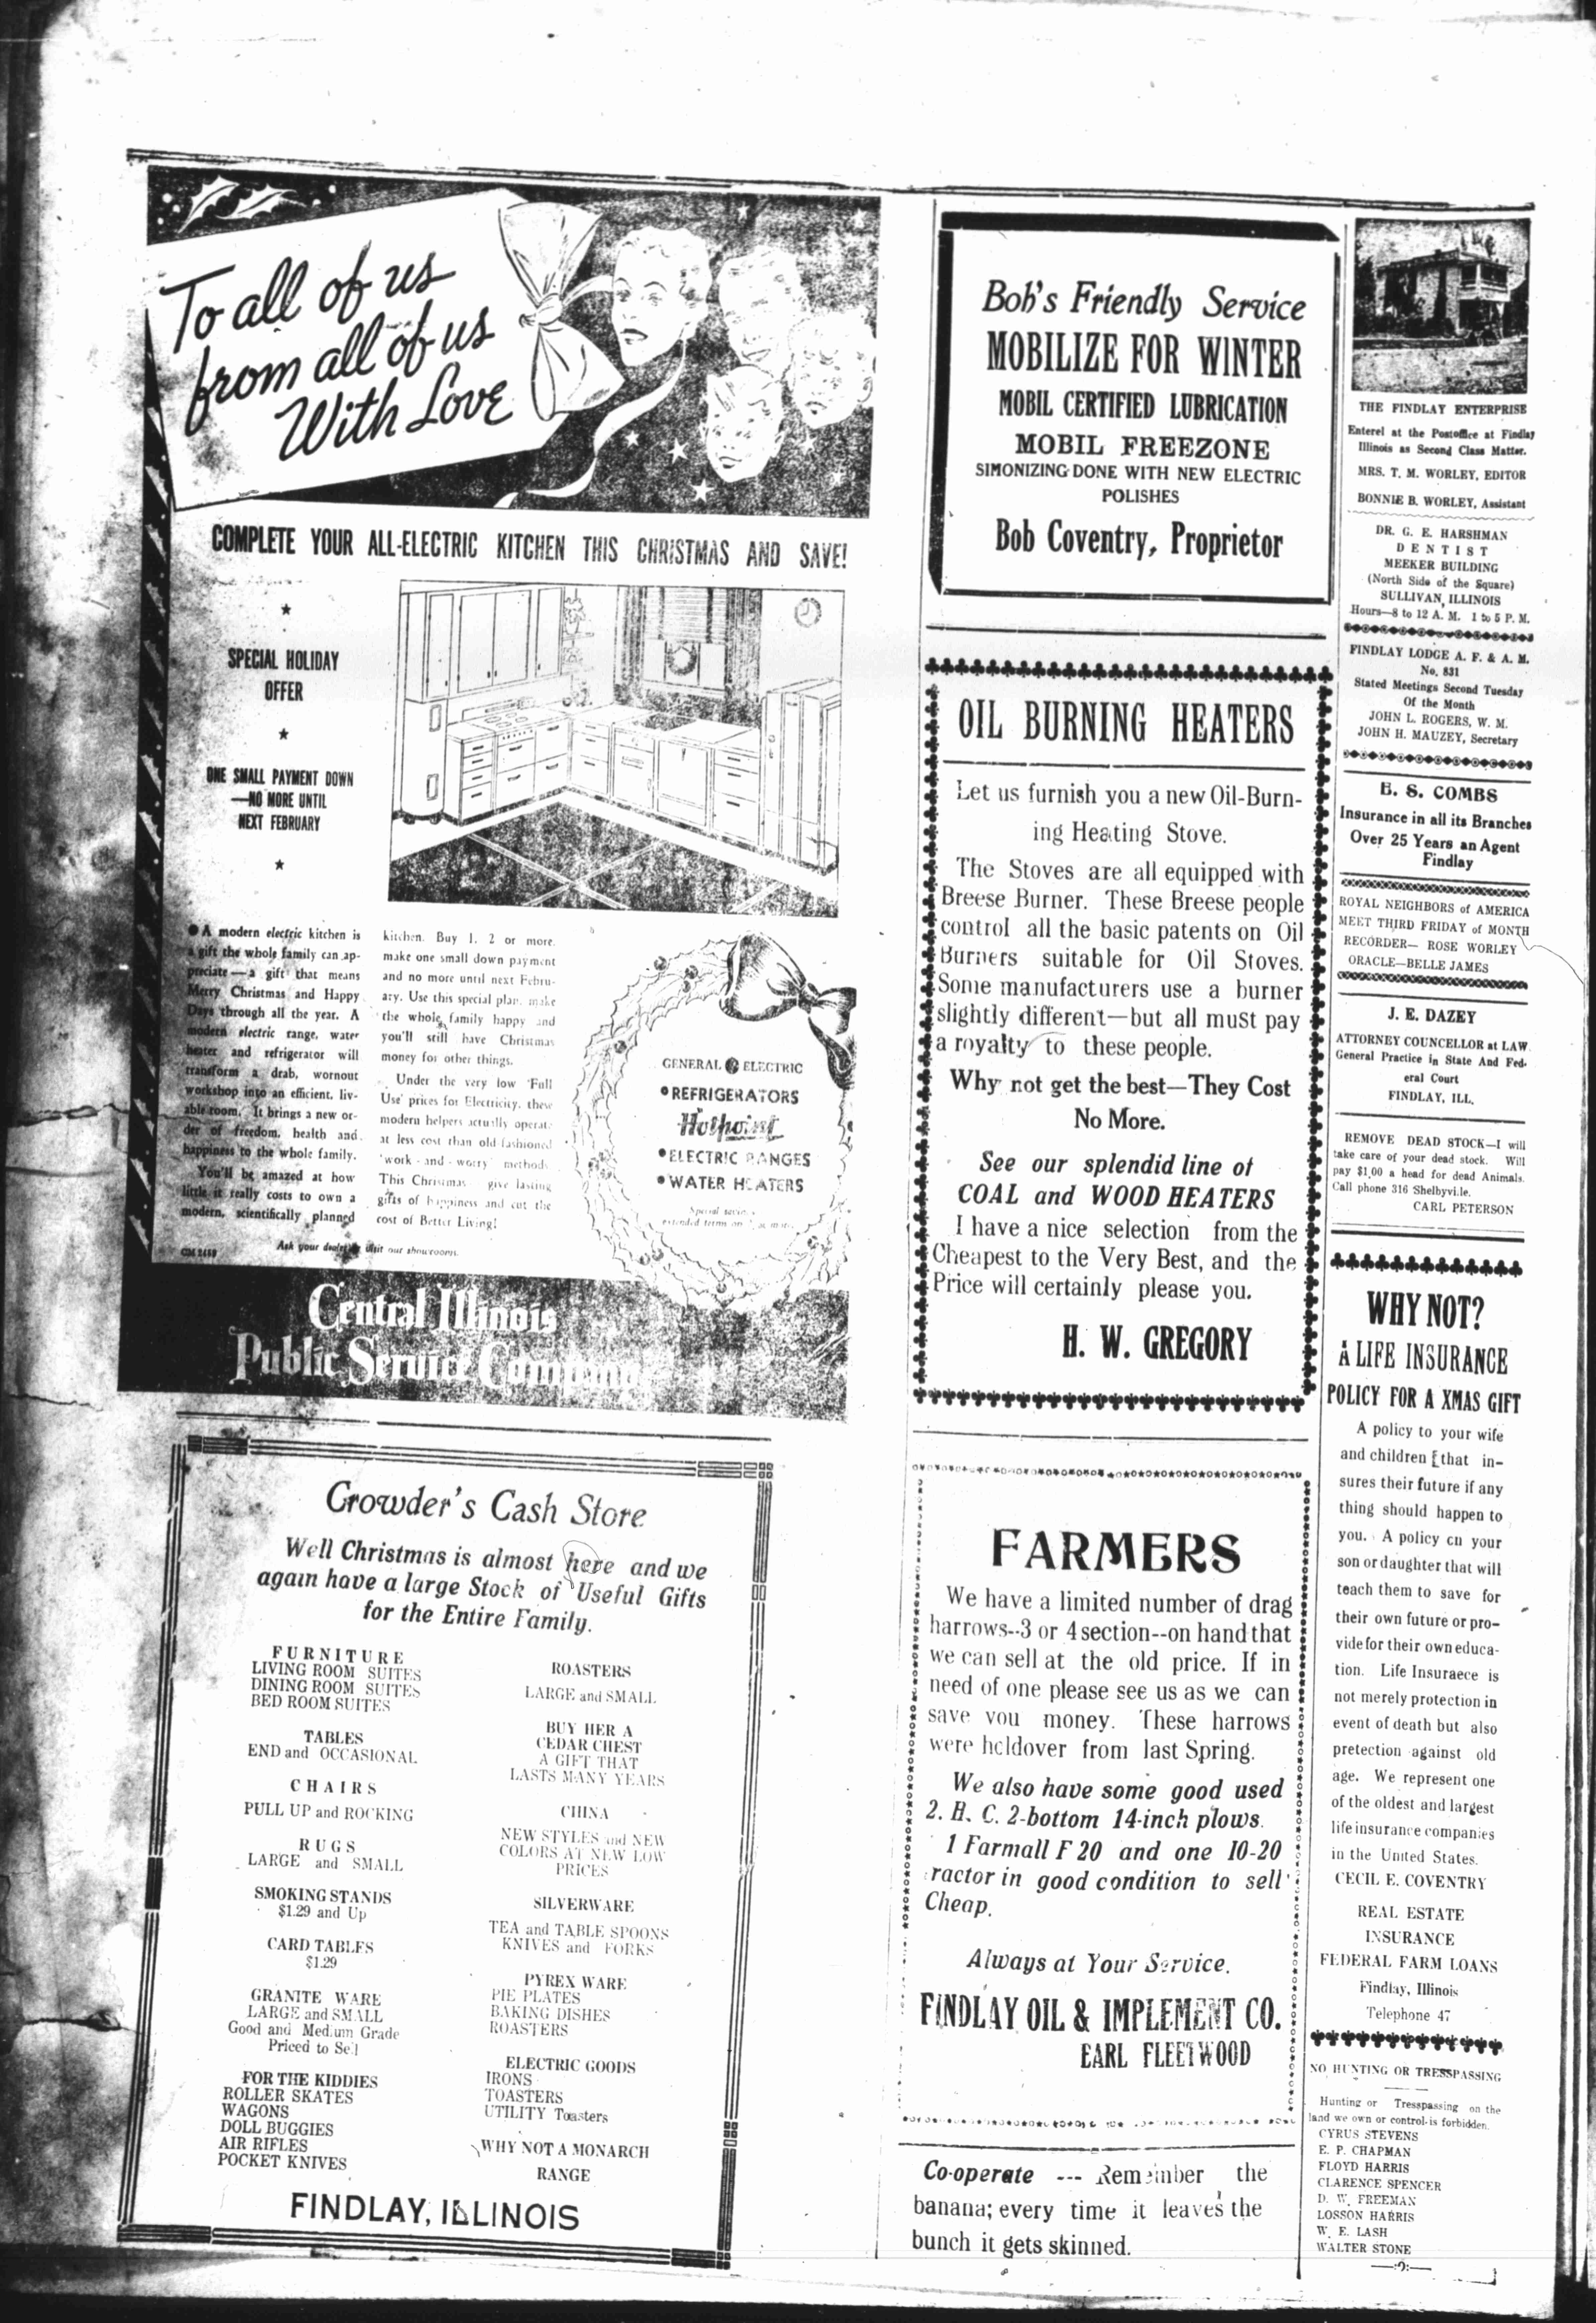 To all of us
from all of us
With Love
COMPLETE YOUR ALL-ELECTRIC KITCHEN THIS CHRISTMAS AND SAVE!
SPECIAL HOLIDAY
OFFER
ONE SMALL PAYMENT DOWN
—NO MORE UNTIL
NEXT FEBRUARY
●A modern electric kitchen is
a gift the whole family can ap-
preciate—a gift that means
Merry Christmas and Happy
Days through all the year. A
modern electric range, water
heater and refrigerator will
transform a drab, wornout
workshop into an efficient, liv-
able room. It brings a new or-
der of freedom, health and
happiness to the whole family.
You'll be amazed at how
little it really costs to own a
modern, scientifically planned
kitchen. Buy 1, 2 or more,
make one small down payment
and no more until next Febru-
ary. Use this special plan, make
the whole family happy and
you'll still have Christmas
money for other things.
Under the very low 'Full
Use' prices for Electricity, these
modern helpers actually operate
at less cost than old-fashioned
'work-and-worry' methods.
This Christmas give lasting
gifts of happiness and cut the
cost of Better Living!
Ask your dealer or visit our showroom.
GENERAL ELECTRIC
●REFRIGERATORS
Hotpoint
●ELECTRIC RANGES
●WATER HEATERS
Central Illinois
Public Service Company
Crowder's Cash Store
Well Christmas is almost here and we
again have a large Stock of Useful Gifts
for the Entire Family.
FURNITURE
LIVING ROOM SUITES
DINING ROOM SUITES
BED ROOM SUITES
TABLES
END and OCCASIONAL
CHAIRS
PULL UP and ROCKING
RUGS
LARGE and SMALL
SMOKING STANDS
$1.29 and Up
CARD TABLES
$1.29
GRANITE WARE
LARGE and SMALL
Good and Medium Grade
Priced to Sell
FOR THE KIDDIES
ROLLER SKATES
WAGONS
DOLL BUGGIES
AIR RIFLES
POCKET KNIVES
ROASTERS
LARGE and SMALL
BUY HER A
CEDAR CHEST
A GIFT THAT
LASTS MANY YEARS
CHINA
NEW STYLES and NEW
COLORS AT NEW LOW
PRICES
SILVERWARE
TEA and TABLE SPOONS
KNIVES and FORKS
PYREX WARE
PIE PLATES
BAKING DISHES
ROASTERS
ELECTRIC GOODS
IRONS
TOASTERS
UTILITY Toasters
WHY NOT A MONARCH
RANGE
FINDLAY, ILLINOIS
Bob's Friendly Service
MOBILIZE FOR WINTER
MOBIL CERTIFIED LUBRICATION
MOBIL FREEZONE
SIMONIZING DONE WITH NEW ELECTRIC
POLISHES
Bob Coventry, Proprietor
OIL BURNING HEATERS
Let us furnish you a new Oil-Burn-
ing Heating Stove.
The Stoves are all equipped with
Breese Burner. These Breese people
control all the basic patents on Oil
Burners suitable for Oil Stoves.
Some manufacturers use a burner
slightly different—but all must pay
a royalty to these people.
Why not get the best—They Cost
No More.
See our splendid line of
COAL and WOOD HEATERS
I have a nice selection from the
Cheapest to the Very Best, and the
Price will certainly please you.
H. W. GREGORY
FARMERS
We have a limited number of drag
harrows--3 or 4 section--on hand that
we can sell at the old price. If in
need of one please see us as we can
save you money. These harrows
were holdover from last Spring.
We also have some good used
2. H. C. 2-bottom 14-inch plows.
1 Farmall F 20 and one 10-20
ractor in good condition to sell
Cheap.
Always at Your Service.
FINDLAY OIL & IMPLEMENT CO.
EARL FLEETWOOD
Co-operate --- Remember the
banana; every time it leaves the
bunch it gets skinned.
THE FINDLAY ENTERPRISE
Enterel at the Postoffice at Findlay
Illinois as Second Class Matter.
MRS. T. M. WORLEY, EDITOR
BONNIE B. WORLEY, Assistant
DR. G. E. HARSHMAN
DENTIST
MEEKER BUILDING
(North Side of the Square)
SULLIVAN, ILLINOIS
Hours—8 to 12 A. M. 1 to 5 P. M.
FINDLAY LODGE A. F. & A. M.
No. 831
Stated Meetings Second Tuesday
Of the Month
JOHN L. ROGERS, W. M.
JOHN H. MAUZEY, Secretary
E. S. COMBS
Insurance in all its Branches
Over 25 Years an Agent
Findlay
ROYAL NEIGHBORS of AMERICA
MEET THIRD FRIDAY of MONTH
RECORDER— ROSE WORLEY
ORACLE—BELLE JAMES
J. E. DAZEY
ATTORNEY COUNCELLOR at LAW
General Practice in State And Fed-
eral Court
FINDLAY, ILL.
REMOVE DEAD STOCK—I will
take care of your dead stock. Will
pay $1.00 a head for dead Animals.
Call phone 316 Shelbyville.
CARL PETERSON
WHY NOT?
A LIFE INSURANCE
POLICY FOR A XMAS GIFT
A policy to your wife
and children that in-
sures their future if any
thing should happen to
you. A policy on your
son or daughter that will
teach them to save for
their own future or pro-
vide for their own educa-
tion. Life Insuraece is
not merely protection in
event of death but also
pretection against old
age. We represent one
of the oldest and largest
life insurance companies
in the United States.
CECIL E. COVENTRY
REAL ESTATE
INSURANCE
FEDERAL FARM LOANS
Findlay, Illinois
Telephone 47
NO HUNTING OR TRESSPASSING
Hunting or Tresspassing on the
land we own or control is forbidden.
CYRUS STEVENS
E. P. CHAPMAN
FLOYD HARRIS
CLARENCE SPENCER
D. W. FREEMAN
LOSSON HARRIS
W. E. LASH
WALTER STONE